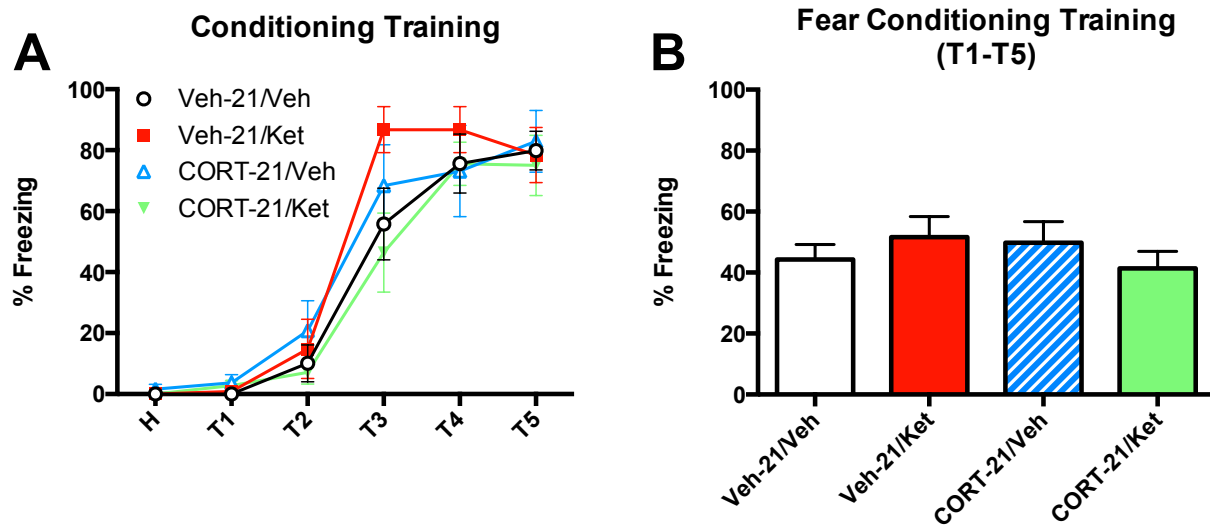 A
Conditioning Training
Veh-21/Veh
Veh-21/Ket
CORT-21/Veh
CORT-21/Ket
% Freezing
100
80
60
40
20
0
H
T1
T2
T3
T4
T5
B
Fear Conditioning Training
(T1-T5)
% Freezing
100
80
60
40
20
0
Veh-21/Veh
Veh-21/Ket
CORT-21/Veh
CORT-21/Ket